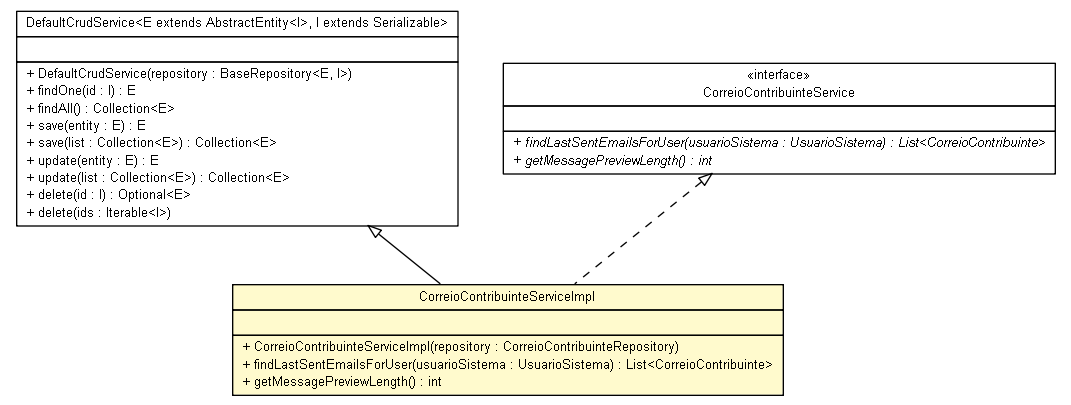 DefaultCrudService<E extends AbstractEntity<I>, I extends Serializable>
+ DefaultCrudService(repository : BaseRepository<E, I>)
+ findOne(id : I) : E
+ findAll() : Collection<E>
+ save(entity : E) : E
+ save(list : Collection<E>) : Collection<E>
+ update(entity : E) : E
+ update(list : Collection<E>) : Collection<E>
+ delete(id : I) : Optional<E>
+ delete(ids : Iterable<I>)
«interface»
CorreioContribuinteService
+ findLastSentEmailsForUser(usuarioSistema : UsuarioSistema) : List<CorreioContribuinte>
+ getMessagePreviewLength() : int
CorreioContribuinteServiceImpl
+ CorreioContribuinteServiceImpl(repository : CorreioContribuinteRepository)
+ findLastSentEmailsForUser(usuarioSistema : UsuarioSistema) : List<CorreioContribuinte>
+ getMessagePreviewLength() : int